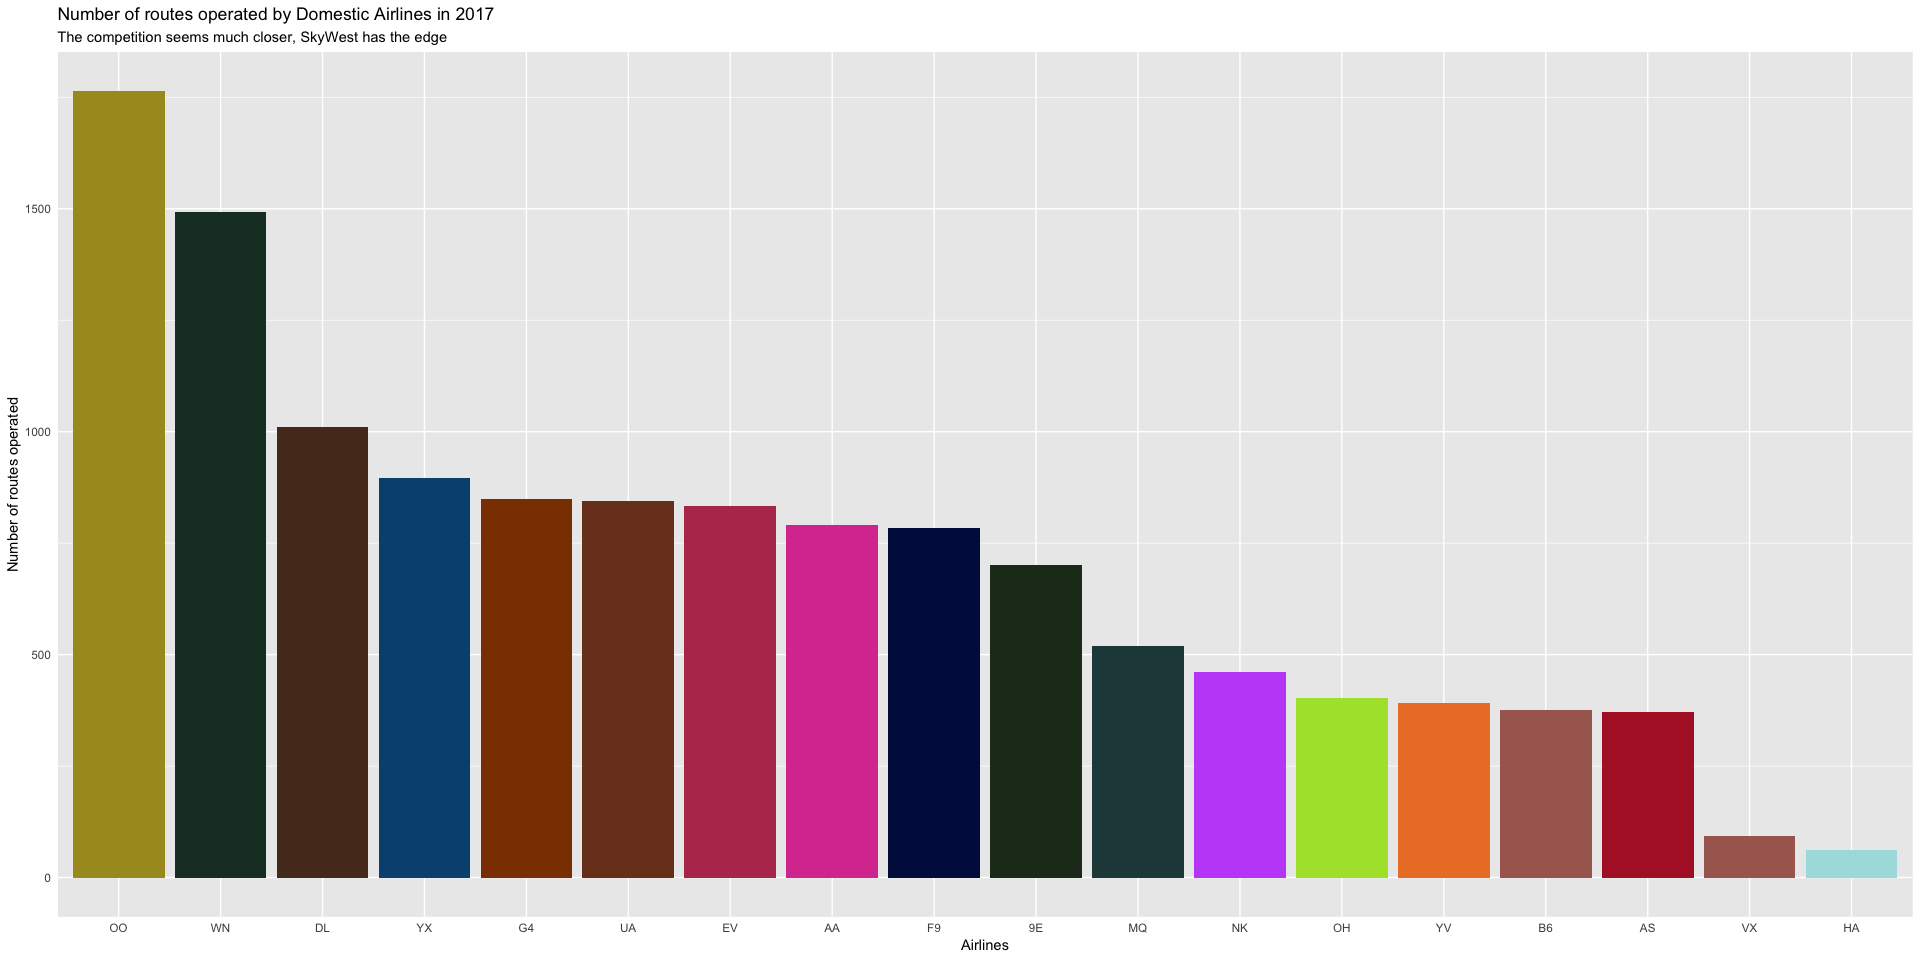 Number of routes operated by Domestic Airlines in 2017
The competition seems much closer, SkyWest has the edge
Number of routes operated
1500
1000
500
0
OO WN DL YX G4 UA EV AA F9 9E MQ NK OH YV B6 AS VX HA
Airlines